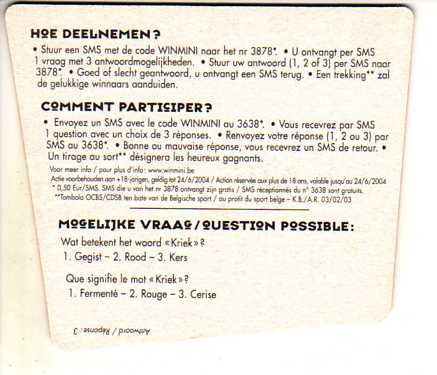 HOE DEELNEMEN?
• Stuur een SMS met de code WINMINI naar het nr 3878*. • U ontvangt per SMS
1 vraag met 3 antwoordmogelijkheden. • Stuur uw antwoord (1, 2 of 3) per SMS naar
3878*. • Goed of slecht geantwoord, u ontvangt een SMS terug. • Een trekking** zal
de gelukkige winnaars aanduiden.
COMMENT PARTICIPER?
• Envoyez un SMS avec le code WINMINI au 3638*. • Vous recevrez par SMS
1 question avec un choix de 3 réponses. • Renvoyez votre réponse (1, 2 ou 3) par
SMS au 3638*. • Bonne ou mauvaise réponse, vous recevrez un SMS de retour. •
Un tirage au sort** désignera les heureux gagnants.
Voor meer info / pour plus d'info : www.winmini.be
Actie voorbehouden aan +18-jarigen, geldig tot 24/6/2004 / Action réservée aux plus de 18 ans, valable jusqu'au 24/6/2004
* 0,50 Eur/SMS. SMS die u van het nr 3878 ontvangt zijn gratis / SMS réceptionnés du n° 3638 sont gratuits.
**Tombola OCBS/CDSB ten bate van de Belgische sport / au profit du sport belge – K.B./A.R. 03/02/03
MOGELIJKE VRAAG/QUESTION POSSIBLE:
Wat betekent het woord «Kriek»?
1. Gegist – 2. Rood – 3. Kers
Que signifie le mot «Kriek»?
1. Fermenté – 2. Rouge – 3. Cerise
Antwoord / Réponse : 3